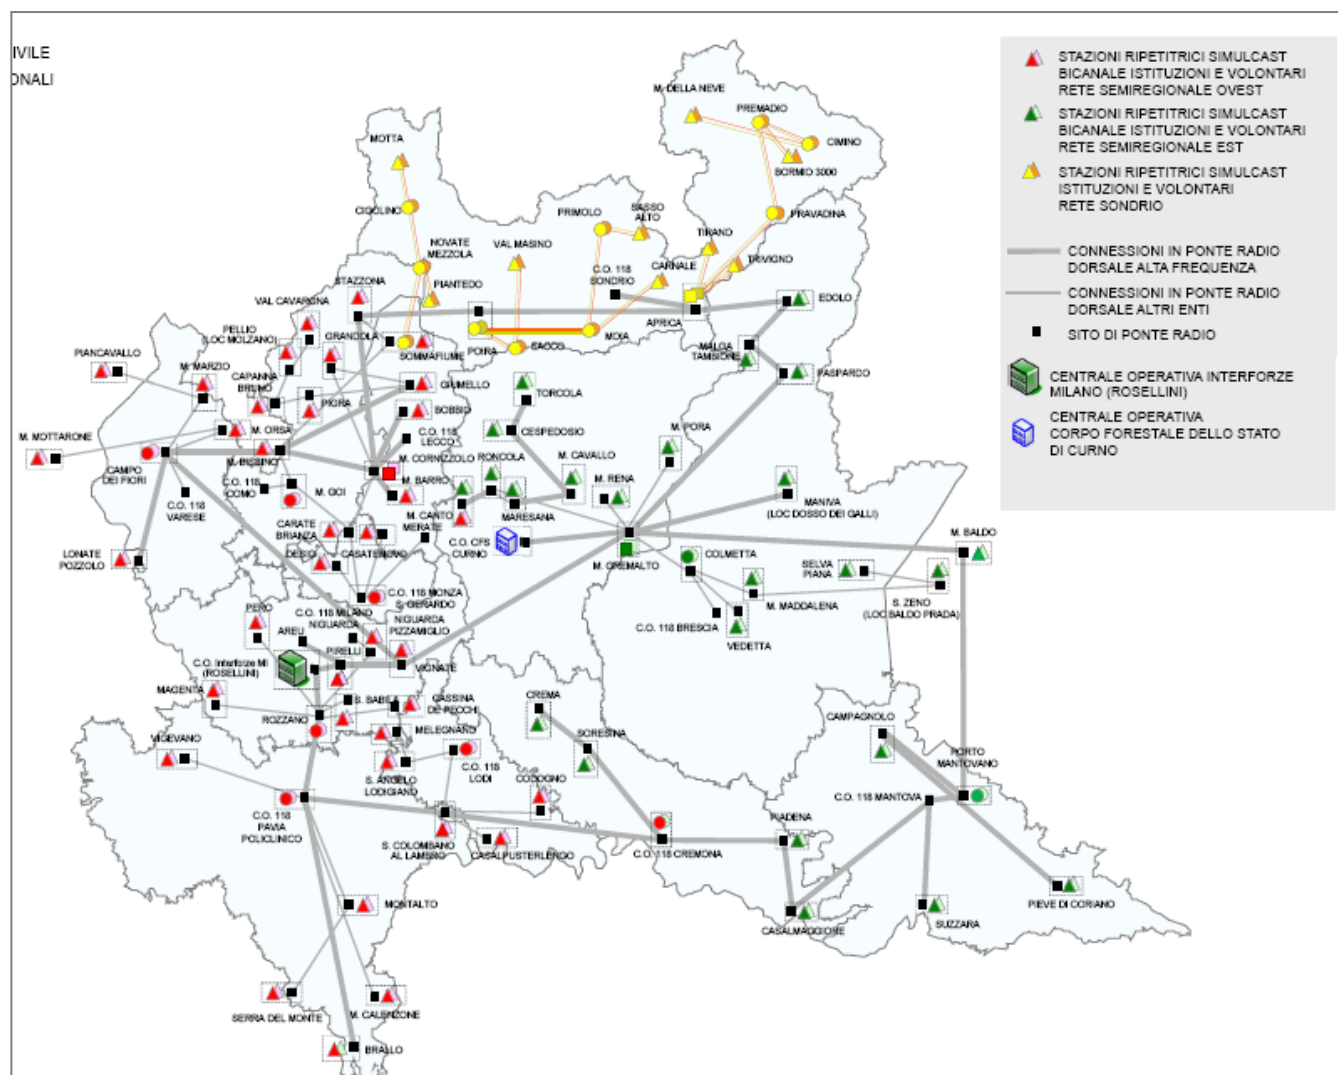 IVILE
ONALI
STAZIONI RIPETITRICI SIMULCAST
BICANALE ISTITUZIONI E VOLONTARI
RETE SEMIREGIONALE OVEST
STAZIONI RIPETITRICI SIMULCAST
BICANALE ISTITUZIONI E VOLONTARI
RETE SEMIREGIONALE EST
STAZIONI RIPETITRICI SIMULCAST
ISTITUZIONI E VOLONTARI
RETE SONDRIO
CONNESSIONI IN PONTE RADIO
DORSALE ALTA FREQUENZA
CONNESSIONI IN PONTE RADIO
DORSALE ALTRI ENTI
SITO DI PONTE RADIO
CENTRALE OPERATIVA INTERFORZE
MILANO (ROSELLINI)
CENTRALE OPERATIVA
CORPO FORESTALE DELLO STATO
DI CURNO
M. DELLA NEVE
PREMADIO
CIMINO
BORMIO 3000
MOTTA
CIGOLINO
PRIMOLO
SASSO
ALTO
PRAVADINA
TIRANO
NOVATE
MEZZOLA
VAL MASINO
TRIVIGNO
C.O. 118
SONDRIO
CARNALE
STAZZONA
PIANTEDO
EDOLO
VAL CAVARGNA
APRICA
PELLIO
(LOC MOLZANO)
GRANDOLA
POIRA
SACCO
MOIA
MALGA
TAMBIONE
PIANCAVALLO
M. MARZIO
SOMMAFIUME
PASPARDO
CAPANNA
BRUNO
PIGRA
GIUMELLO
TORCOLA
BOBBIO
M. MOTTARONE
M. ORSA
C.O. 118
LECCO
CESPEDOSIO
M. PORA
M. BISBINO
M. CORNIZZOLO
RONCOLA
M. CAVALLO
CAMPO
DEI FIORI
M. BARRO
M. RENA
C.O. 118
COMO
M. GOI
MANIVA
(LOC DOSSO DEI GALLI)
C.O. 118
VARESE
M. CANTO
MERATE
MARESANA
CARATE
BRIANZA
CASATENOVO
C.O. CFS
CURNO
M. BALDO
LONATE
POZZOLO
DESIO
M. CREMALTO
COLMETTA
SELVA
PIANA
C.O. 118 MONZA
S. GERARDO
M. MADDALENA
S. ZENO
(LOC BALDO PRADA)
PERO
C.O. 118 MILANO
NIGUARDA
NIGUARDA
PIZZAMIGLIO
C.O. 118 BRESCIA
VEDETTA
AREU
PIRELLI
C.O. Interforze MI
(ROSELLINI)
VIGNATE
MAGENTA
S. BABILA
CASSINA
DE PECCHI
CREMA
ROZZANO
CAMPAGNOLO
VIGEVANO
MELEGNANO
SORESINA
PORTO
MANTOVANO
C.O. 118
LODI
S. ANGELO
LODIGIANO
CODOGNO
C.O. 118 MANTOVA
C.O. 118
PAVIA
POLICLINICO
PIADENA
S. COLOMBANO
AL LAMBRO
CASALPUSTERLENGO
C.O. 118 CREMONA
MONTALTO
PIEVE DI CORIANO
CASALMAGGIORE
SUZZARA
SERRA DEL MONTE
M. CALENZONE
BRALLO